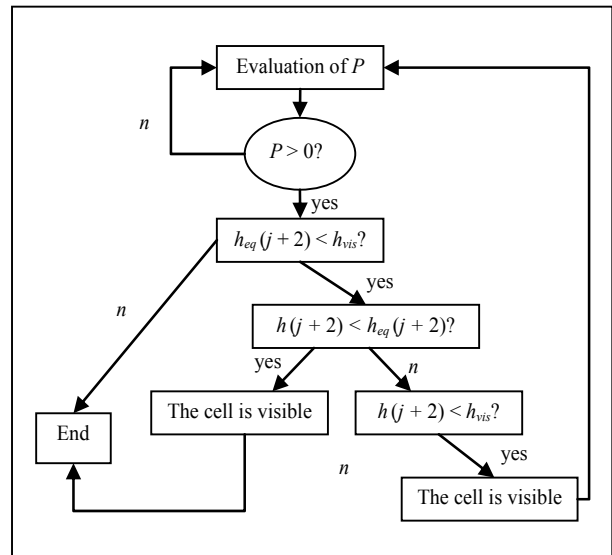 Evaluation of P
n
P > 0?
yes
h_eq (j + 2) < h_vis?
yes
n
h (j + 2) < h_eq (j + 2)?
yes
n
The cell is visible
h (j + 2) < h_vis?
End
yes
n
The cell is visible